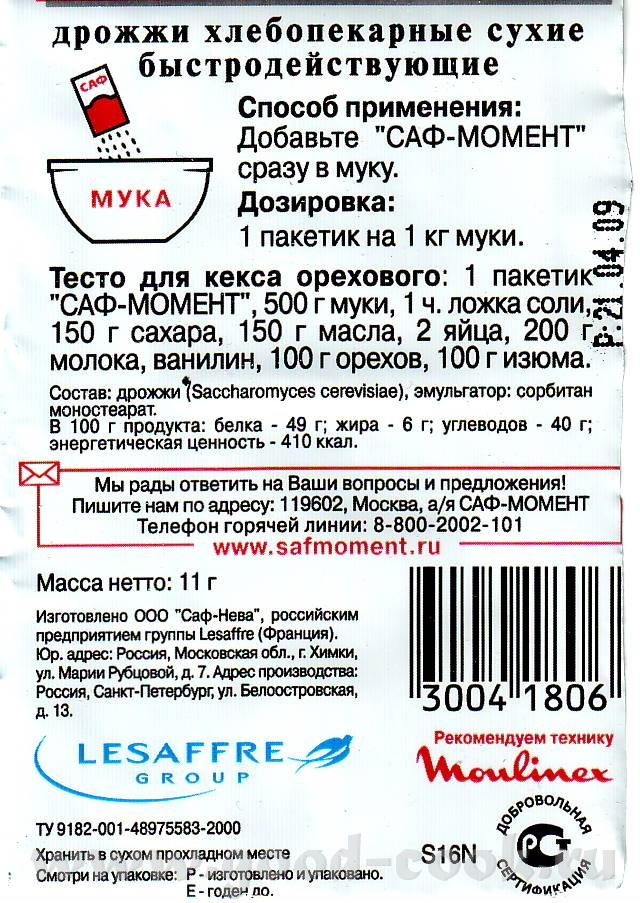 дрожжи хлебопекарные сухие
быстродействующие
САФ
МУКА
Способ применения:
Добавьте "САФ-МОМЕНТ"
сразу в муку.
Дозировка:
1 пакетик на 1 кг муки.
P:21.04.09
Тесто для кекса орехового: 1 пакетик
"САФ-МОМЕНТ", 500 г муки, 1 ч. ложка соли,
150 г сахара, 150 г масла, 2 яйца, 200 г
молока, ванилин, 100 г орехов, 100 г изюма.
Состав: дрожжи (Saccharomyces cerevisiae), эмульгатор: сорбитан
моностеарат.
В 100 г продукта: белка - 49 г; жира - 6 г; углеводов - 40 г;
энергетическая ценность - 410 ккал.
Мы рады ответить на Ваши вопросы и предложения!
Пишите нам по адресу: 119602, Москва, а/я САФ-МОМЕНТ
Телефон горячей линии: 8-800-2002-101
www.safmoment.ru
Масса нетто: 11 г
Изготовлено ООО "Саф-Нева", российским
предприятием группы Lesaffre (Франция).
Юр. адрес: Россия, Московская обл., г. Химки,
ул. Марии Рубцовой, д. 7. Адрес производства:
Россия, Санкт-Петербург, ул. Белоостровская,
д. 13.
3004 1806
LESAFFRE
GROUP
Рекомендуем технику
Moulinex
ТУ 9182-001-48975583-2000
Хранить в сухом прохладном месте
Смотри на упаковке: Р - изготовлено и упаковано.
Е - годен до.
S16N
ДОБРОВОЛЬНАЯ
РСТ
СЕРТИФИКАЦИЯ